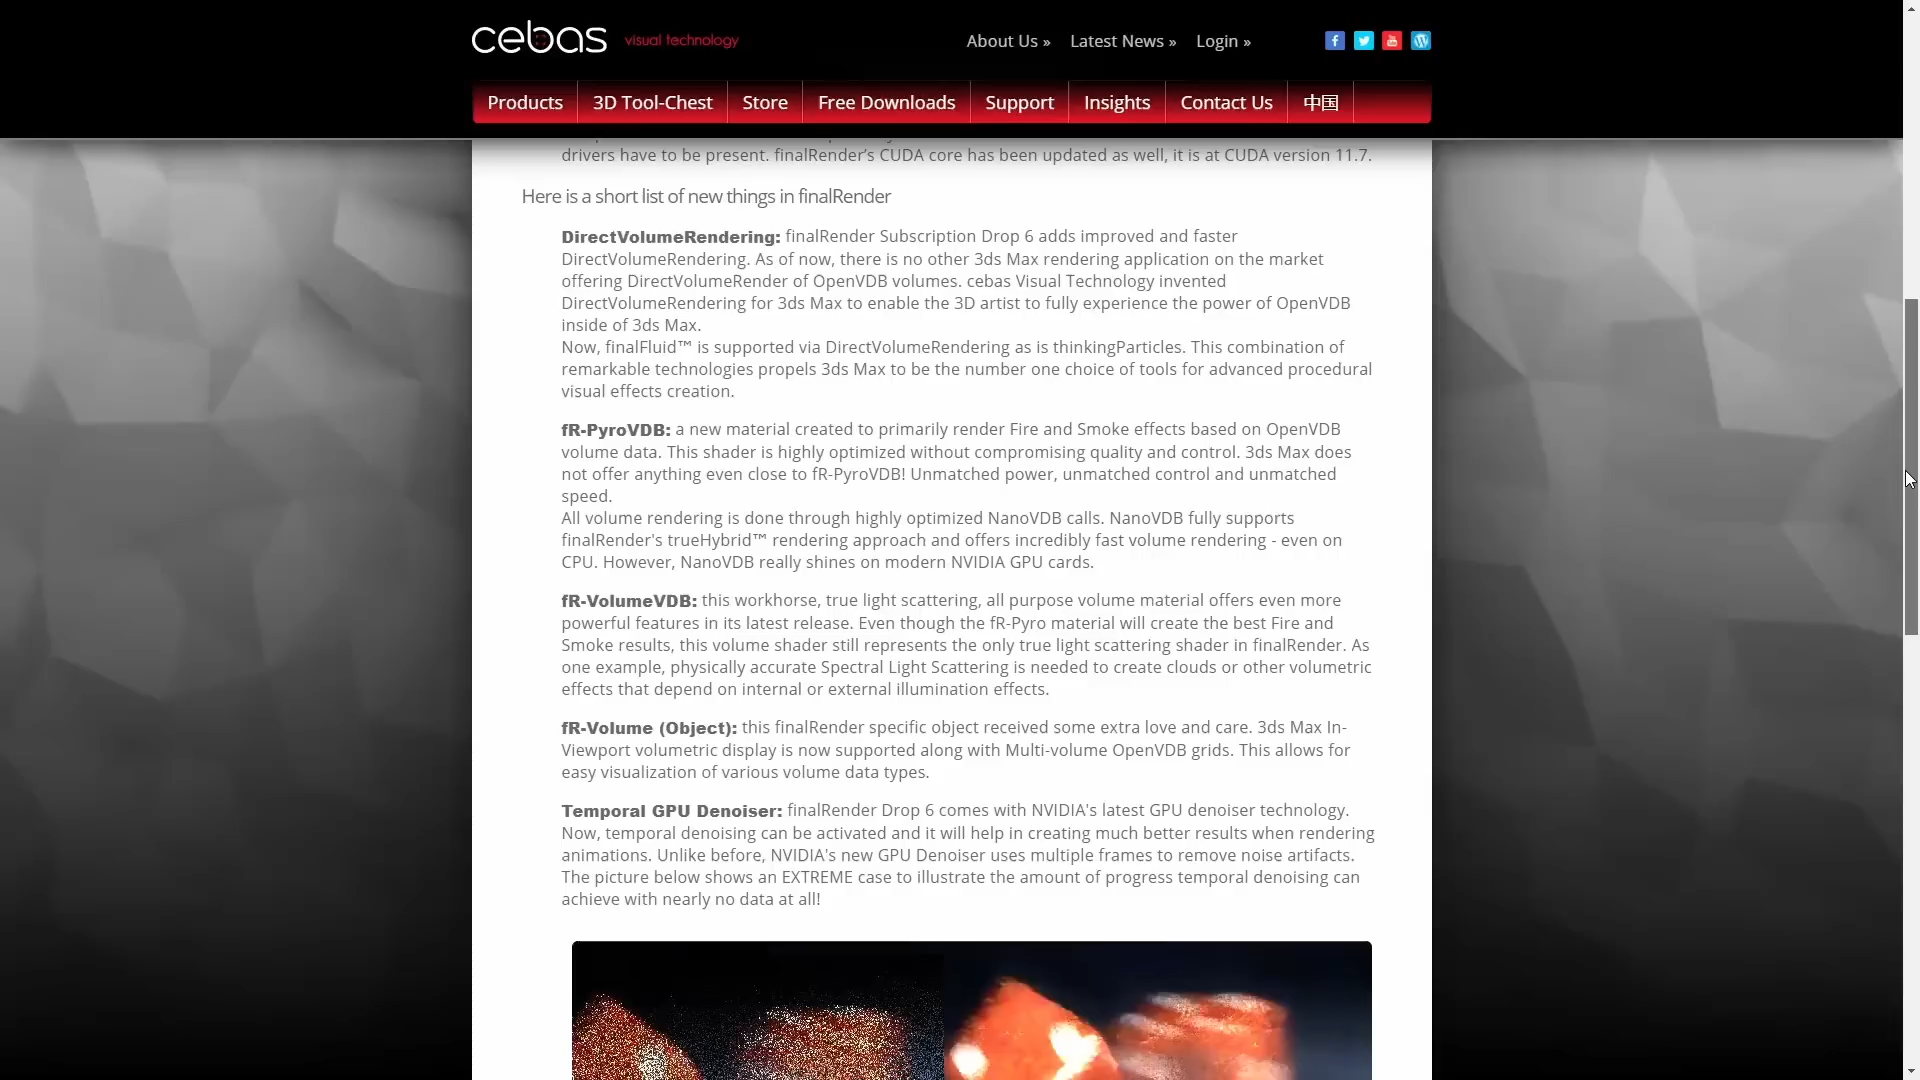 cebas visual technology
About Us » Latest News » Login »
Products 3D Tool-Chest Store Free Downloads Support Insights Contact Us 中国
drivers have to be present. finalRender’s CUDA core has been updated as well, it is at CUDA version 11.7.
Here is a short list of new things in finalRender
DirectVolumeRendering: finalRender Subscription Drop 6 adds improved and faster
DirectVolumeRendering. As of now, there is no other 3ds Max rendering application on the market
offering DirectVolumeRender of OpenVDB volumes. cebas Visual Technology invented
DirectVolumeRendering for 3ds Max to enable the 3D artist to fully experience the power of OpenVDB
inside of 3ds Max.
Now, finalFluid™ is supported via DirectVolumeRendering as is thinkingParticles. This combination of
remarkable technologies propels 3ds Max to be the number one choice of tools for advanced procedural
visual effects creation.
fR-PyroVDB: a new material created to primarily render Fire and Smoke effects based on OpenVDB
volume data. This shader is highly optimized without compromising quality and control. 3ds Max does
not offer anything even close to fR-PyroVDB! Unmatched power, unmatched control and unmatched
speed.
All volume rendering is done through highly optimized NanoVDB calls. NanoVDB fully supports
finalRender's trueHybrid™ rendering approach and offers incredibly fast volume rendering - even on
CPU. However, NanoVDB really shines on modern NVIDIA GPU cards.
fR-VolumeVDB: this workhorse, true light scattering, all purpose volume material offers even more
powerful features in its latest release. Even though the fR-Pyro material will create the best Fire and
Smoke results, this volume shader still represents the only true light scattering shader in finalRender. As
one example, physically accurate Spectral Light Scattering is needed to create clouds or other volumetric
effects that depend on internal or external illumination effects.
fR-Volume (Object): this finalRender specific object received some extra love and care. 3ds Max In-
Viewport volumetric display is now supported along with Multi-volume OpenVDB grids. This allows for
easy visualization of various volume data types.
Temporal GPU Denoiser: finalRender Drop 6 comes with NVIDIA's latest GPU denoiser technology.
Now, temporal denoising can be activated and it will help in creating much better results when rendering
animations. Unlike before, NVIDIA's new GPU Denoiser uses multiple frames to remove noise artifacts.
The picture below shows an EXTREME case to illustrate the amount of progress temporal denoising can
achieve with nearly no data at all!